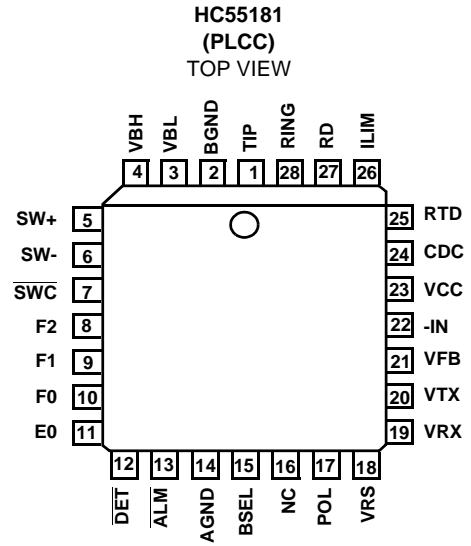 HC55181
(PLCC)
TOP VIEW
VBH VBL BGND TIP RING RD ILIM
4 3 2 1 28 27 26
SW+ 5 25 RTD
SW- 6 24 CDC
SWC 7 23 VCC
F2 8 22 -IN
F1 9 21 VFB
F0 10 20 VTX
E0 11 19 VRX
12 13 14 15 16 17 18
DET ALM AGND BSEL NC POL VRS